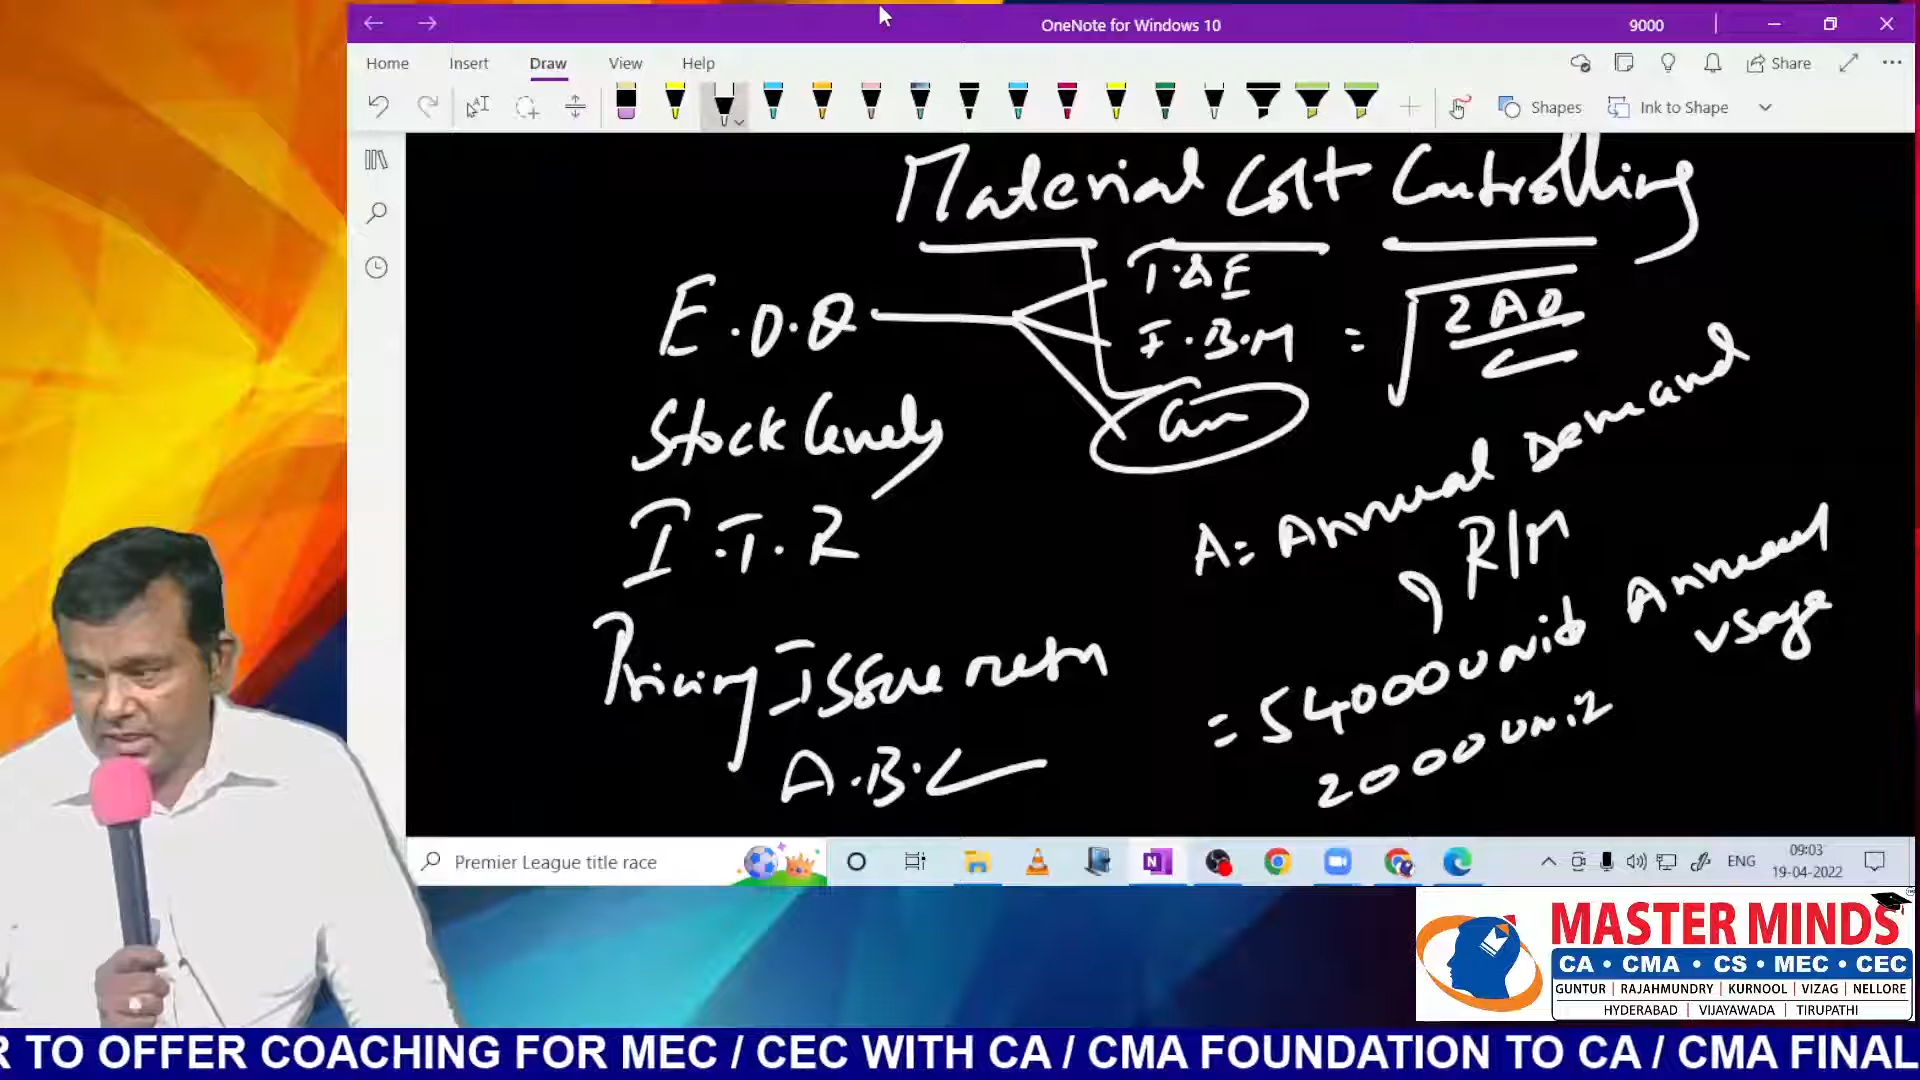 OneNote for Windows 10
9000
Home Insert Draw View Help
Share
Shapes
Ink to Shape
Material Cost Controlling
E.O.Q
T.&E
F.B.M = √2AO
C
Stock levels
I.T.R
Pricing Issue retn
A.B.C
A = Annual Demand
of R/M
= 54000 units Annual usage
2000 unit
Premier League title race
ENG
09:03
19-04-2022
MASTER MINDS
CA • CMA • CS • MEC • CEC
GUNTUR | RAJAHMUNDRY | KURNOOL | VIZAG | NELLORE
HYDERABAD | VIJAYAWADA | TIRUPATHI
R TO OFFER COACHING FOR MEC / CEC WITH CA / CMA FOUNDATION TO CA / CMA FINAL